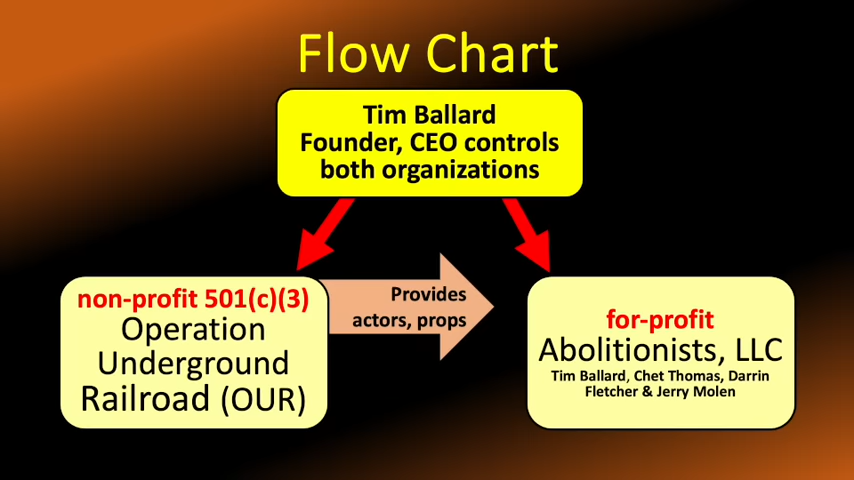 Flow Chart
Tim Ballard
Founder, CEO controls
both organizations
non-profit 501(c)(3)
Operation
Underground
Railroad (OUR)
Provides
actors, props
for-profit
Abolitionists, LLC
Tim Ballard, Chet Thomas, Darrin
Fletcher & Jerry Molen